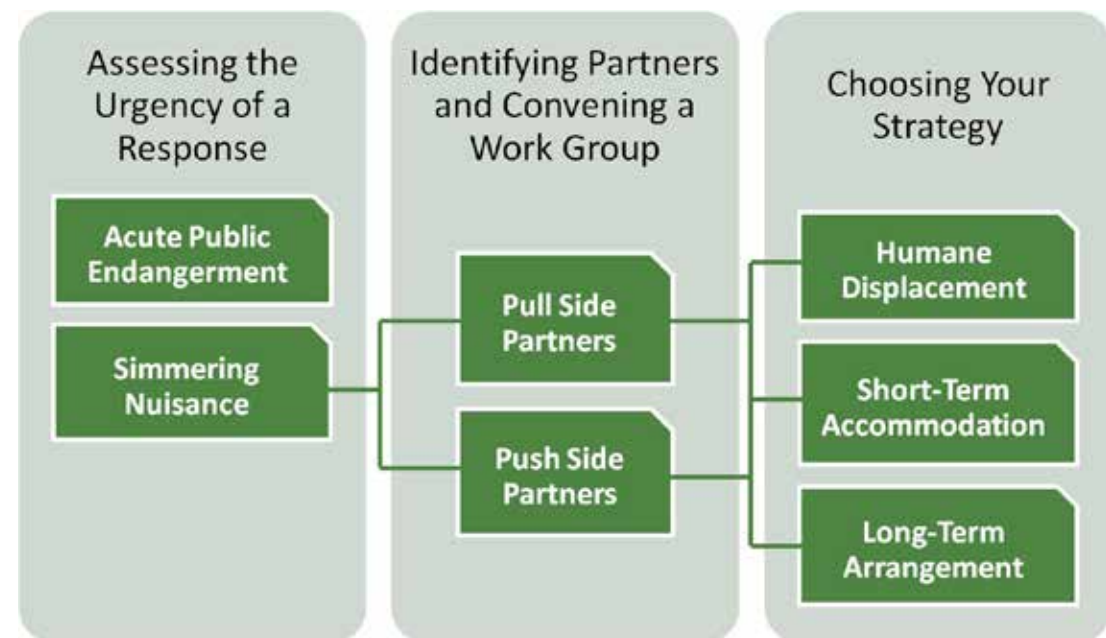 Assessing the
Urgency of a
Response
Acute Public
Endangerment
Simmering
Nuisance
Identifying Partners
and Convening a
Work Group
Pull Side
Partners
Push Side
Partners
Choosing Your
Strategy
Humane
Displacement
Short-Term
Accommodation
Long-Term
Arrangement